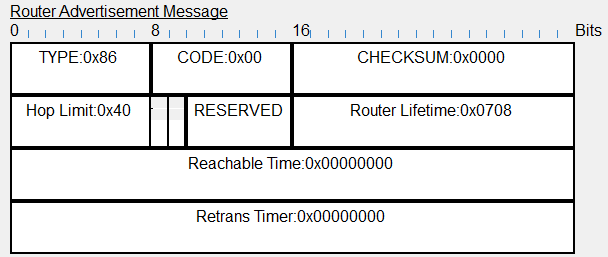 Router Advertisement Message
0 8 16 Bits
TYPE:0x86 CODE:0x00 CHECKSUM:0x0000
Hop Limit:0x40 RESERVED Router Lifetime:0x0708
Reachable Time:0x00000000
Retrans Timer:0x00000000